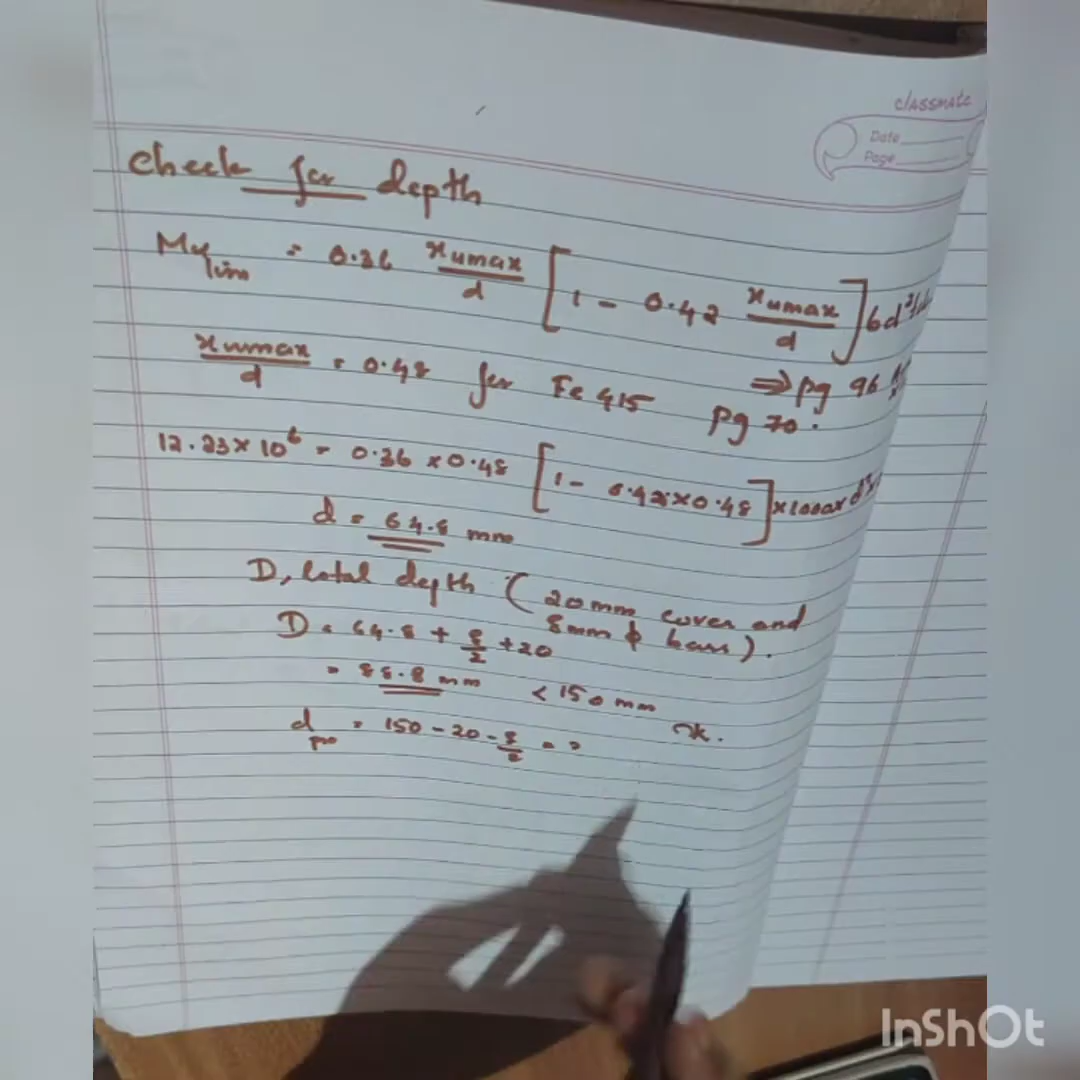 classmate
Date
Page
Check for depth
Mu lim = 0.36 xumax/d [1 - 0.42 xumax/d] bd²
xumax/d = 0.48 for Fe 415 ⇒ pg 96
Pg 70.
12.23 × 10⁶ = 0.36 × 0.48 [1 - 0.42 × 0.48] × 1000 × d²
d = 64.8 mm
D, total depth (20mm cover and
8mm ϕ bars).
D = 64.8 + 8/2 + 20
= 88.8 mm < 150 mm
Ok.
d pro = 150 - 20 - 8/2 = ?
InShOt